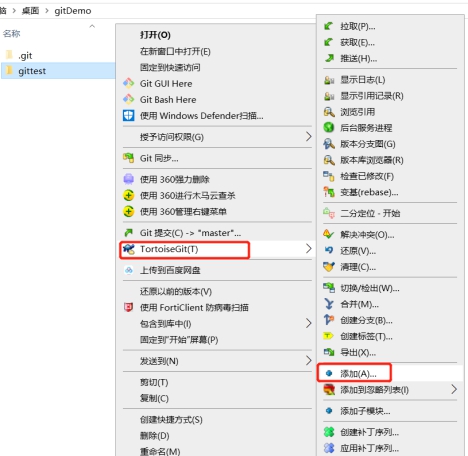 脑 > 桌面 > gitDemo
名称
.git
gittest
打开(O)
在新窗口中打开(E)
固定到快速访问
Git GUI Here
Git Bash Here
使用 Windows Defender扫描...
授予访问权限(G)
Git 同步...
使用 360强力删除
使用 360进行木马云查杀
使用 360管理右键菜单
Git 提交(C) -> "master"...
TortoiseGit(T)
上传到百度网盘
还原以前的版本(V)
使用 FortiClient 防病毒扫描
包含到库中(I)
固定到"开始"屏幕(P)
发送到(N)
剪切(T)
复制(C)
创建快捷方式(S)
删除(D)
重命名(M)
拉取(P)...
获取(E)...
推送(H)...
显示日志(L)
显示引用记录(R)
浏览引用
后台服务进程
版本分支图(G)
版本库浏览器(R)
检查已修改(F)
变基(rebase)...
二分定位 - 开始
解决冲突(O)...
还原(V)...
清理(C)...
切换/检出(W)...
合并(M)...
创建分支(B)...
创建标签(T)...
导出(X)...
添加(A)...
添加到忽略列表(I)
添加子模块...
创建补丁序列...
应用补丁序列...